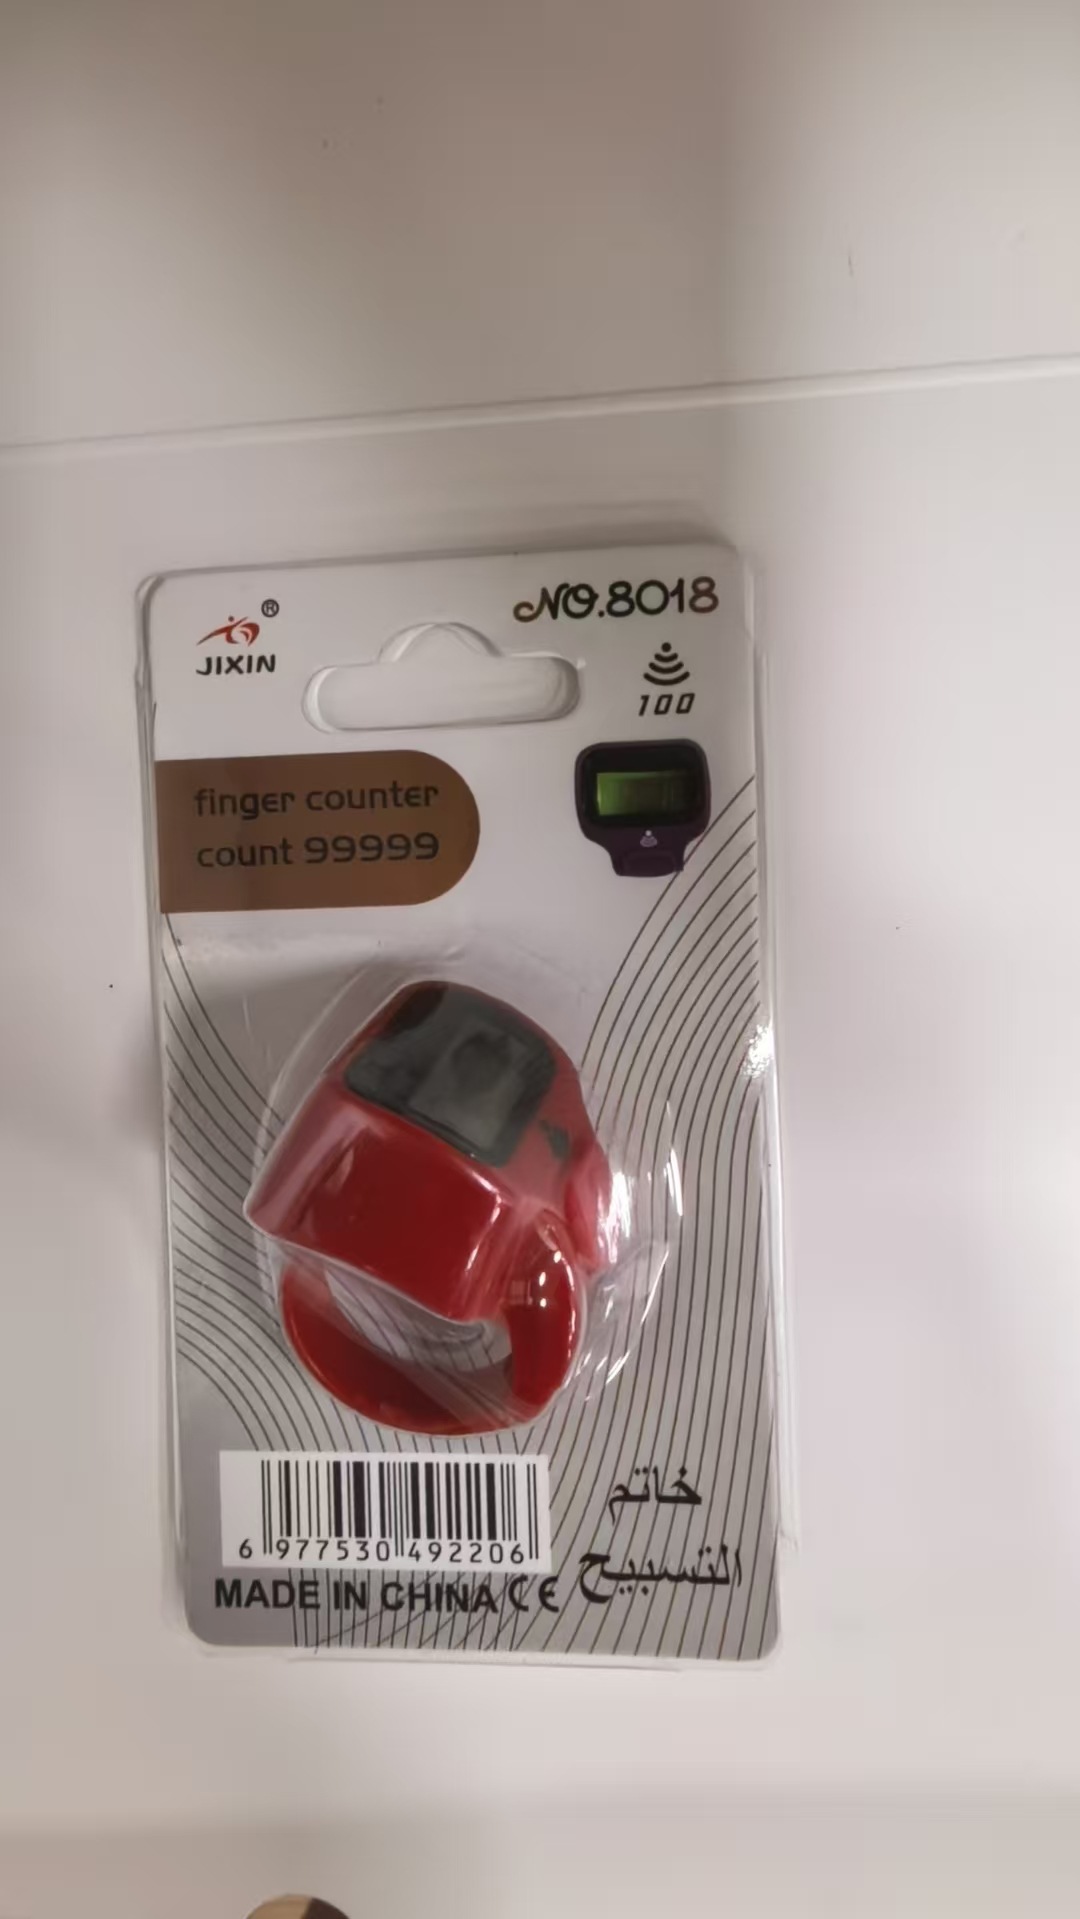 JIXIN ®
NO.8018
100
finger counter
count 99999
خاتم
التسبيح
6 977530 492206
MADE IN CHINA CE